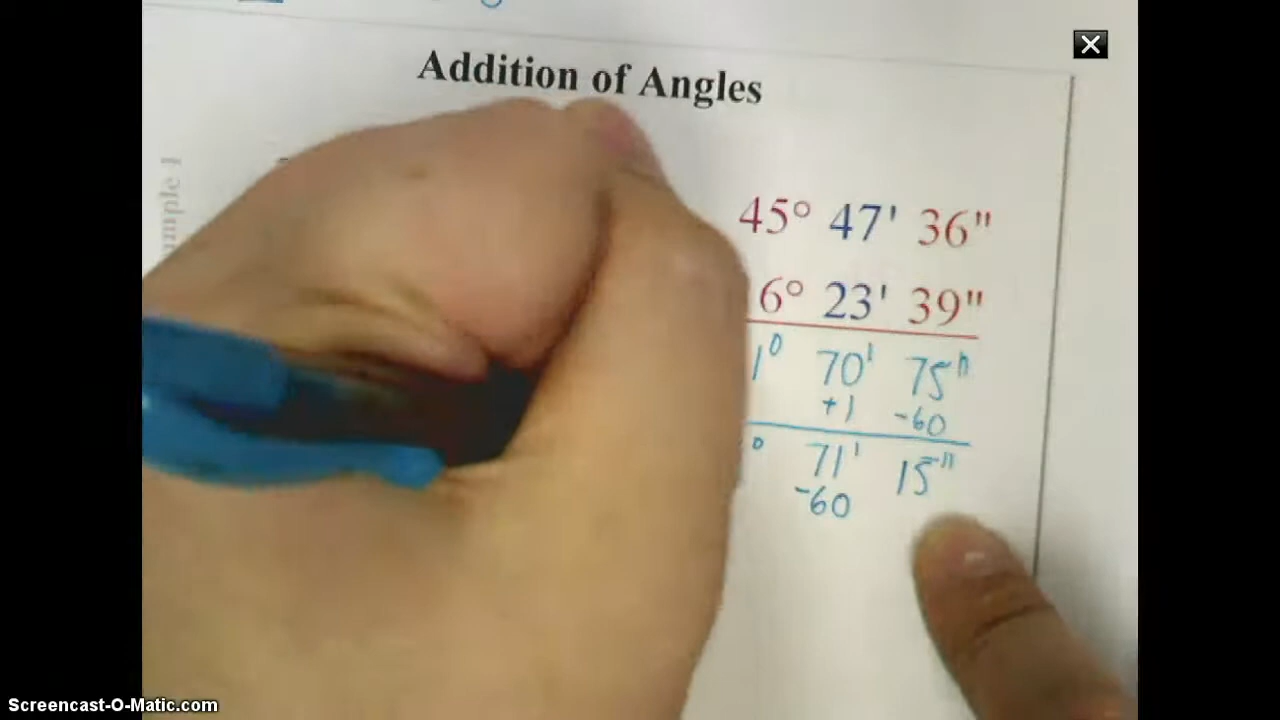 Addition of Angles
45° 47' 36"
6° 23' 39"
1° 70' 75"
+1 -60
° 71' 15"
-60
Screencast-O-Matic.com